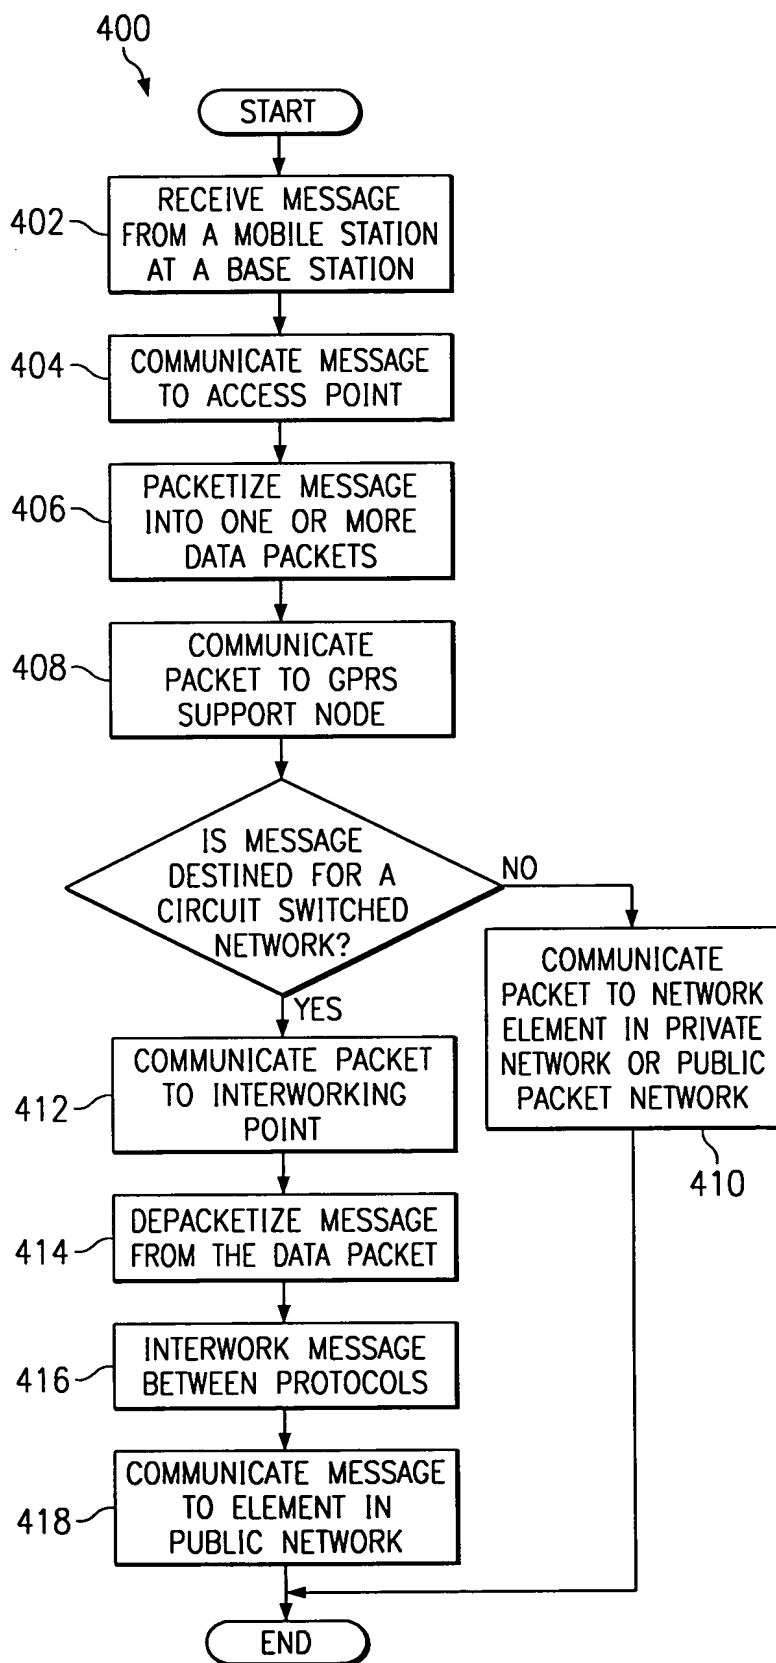 400
START
402
RECEIVE MESSAGE
FROM A MOBILE STATION
AT A BASE STATION
404
COMMUNICATE MESSAGE
TO ACCESS POINT
406
PACKETIZE MESSAGE
INTO ONE OR MORE
DATA PACKETS
408
COMMUNICATE
PACKET TO GPRS
SUPPORT NODE
IS MESSAGE
DESTINED FOR A
CIRCUIT SWITCHED
NETWORK?
NO
YES
COMMUNICATE
PACKET TO NETWORK
ELEMENT IN PRIVATE
NETWORK OR PUBLIC
PACKET NETWORK
410
412
COMMUNICATE PACKET
TO INTERWORKING
POINT
414
DEPACKETIZE MESSAGE
FROM THE DATA PACKET
416
INTERWORK MESSAGE
BETWEEN PROTOCOLS
418
COMMUNICATE MESSAGE
TO ELEMENT IN
PUBLIC NETWORK
END